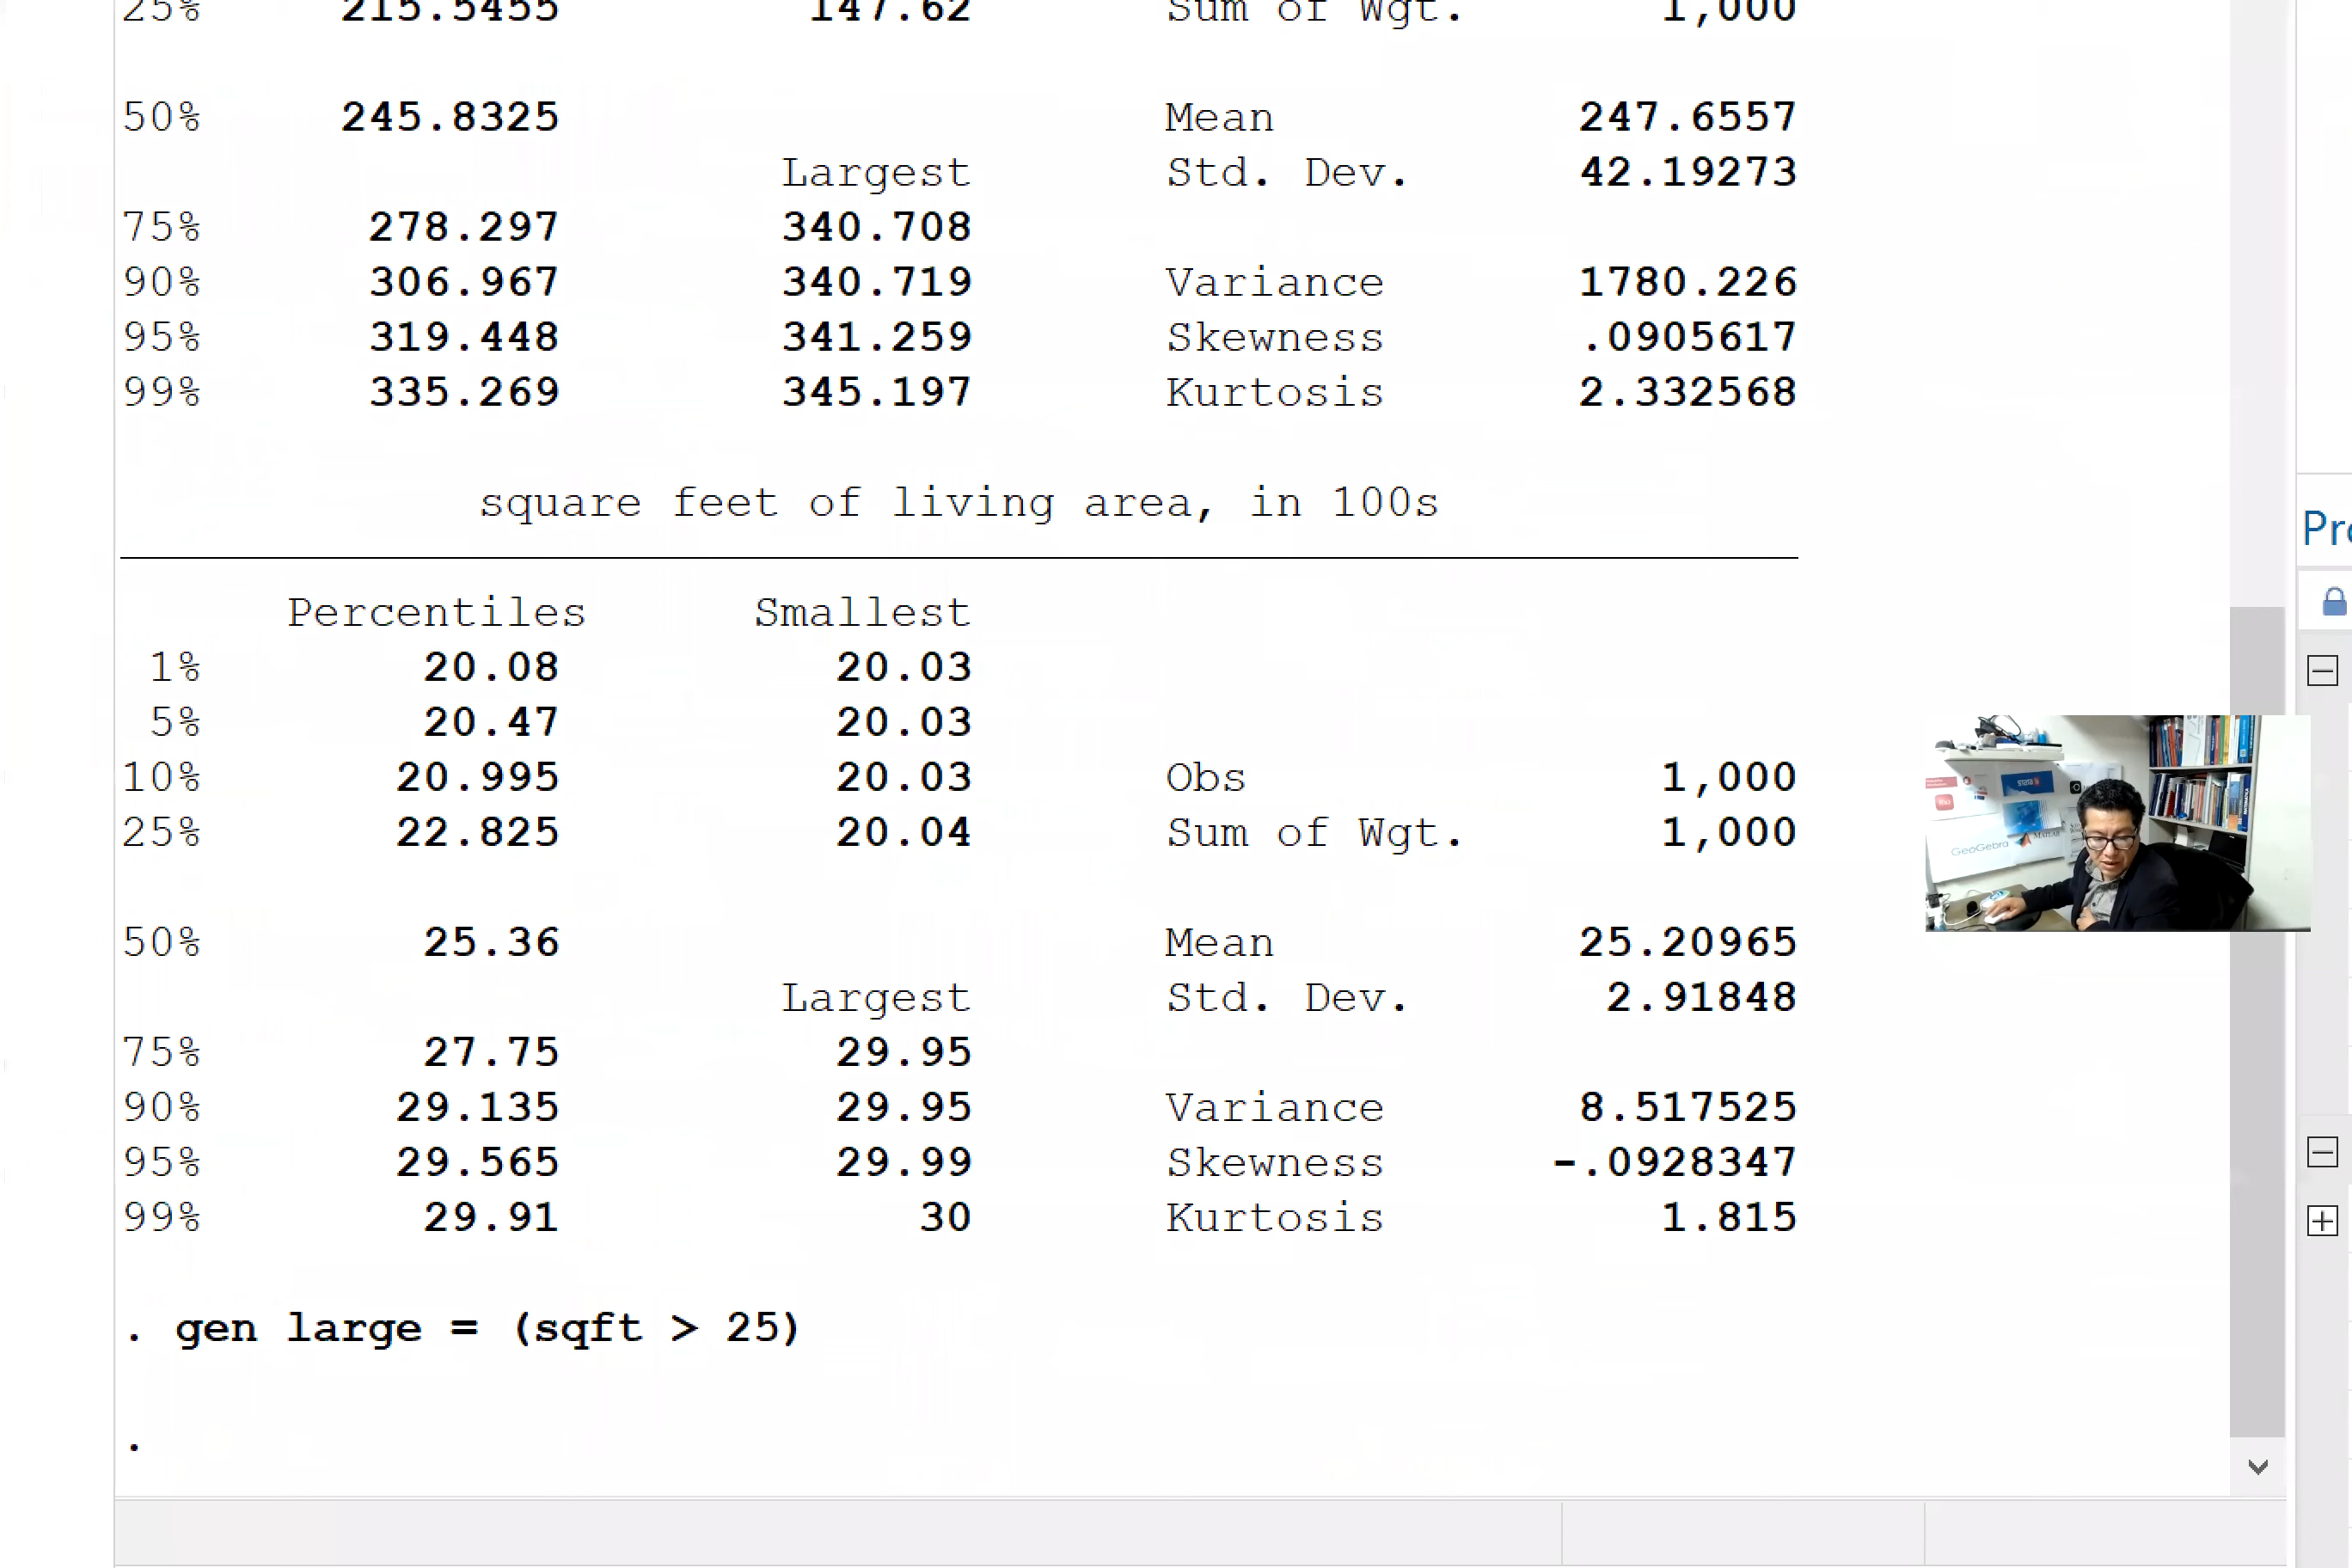 25% 215.5455 147.62 Sum of Wgt. 1,000
50% 245.8325 Mean 247.6557
Largest Std. Dev. 42.19273
75% 278.297 340.708
90% 306.967 340.719 Variance 1780.226
95% 319.448 341.259 Skewness .0905617
99% 335.269 345.197 Kurtosis 2.332568
square feet of living area, in 100s
Percentiles Smallest
1% 20.08 20.03
5% 20.47 20.03
10% 20.995 20.03 Obs 1,000
25% 22.825 20.04 Sum of Wgt. 1,000
50% 25.36 Mean 25.20965
Largest Std. Dev. 2.91848
75% 27.75 29.95
90% 29.135 29.95 Variance 8.517525
95% 29.565 29.99 Skewness -.0928347
99% 29.91 30 Kurtosis 1.815
. gen large = (sqft > 25)
.
GeoGebra